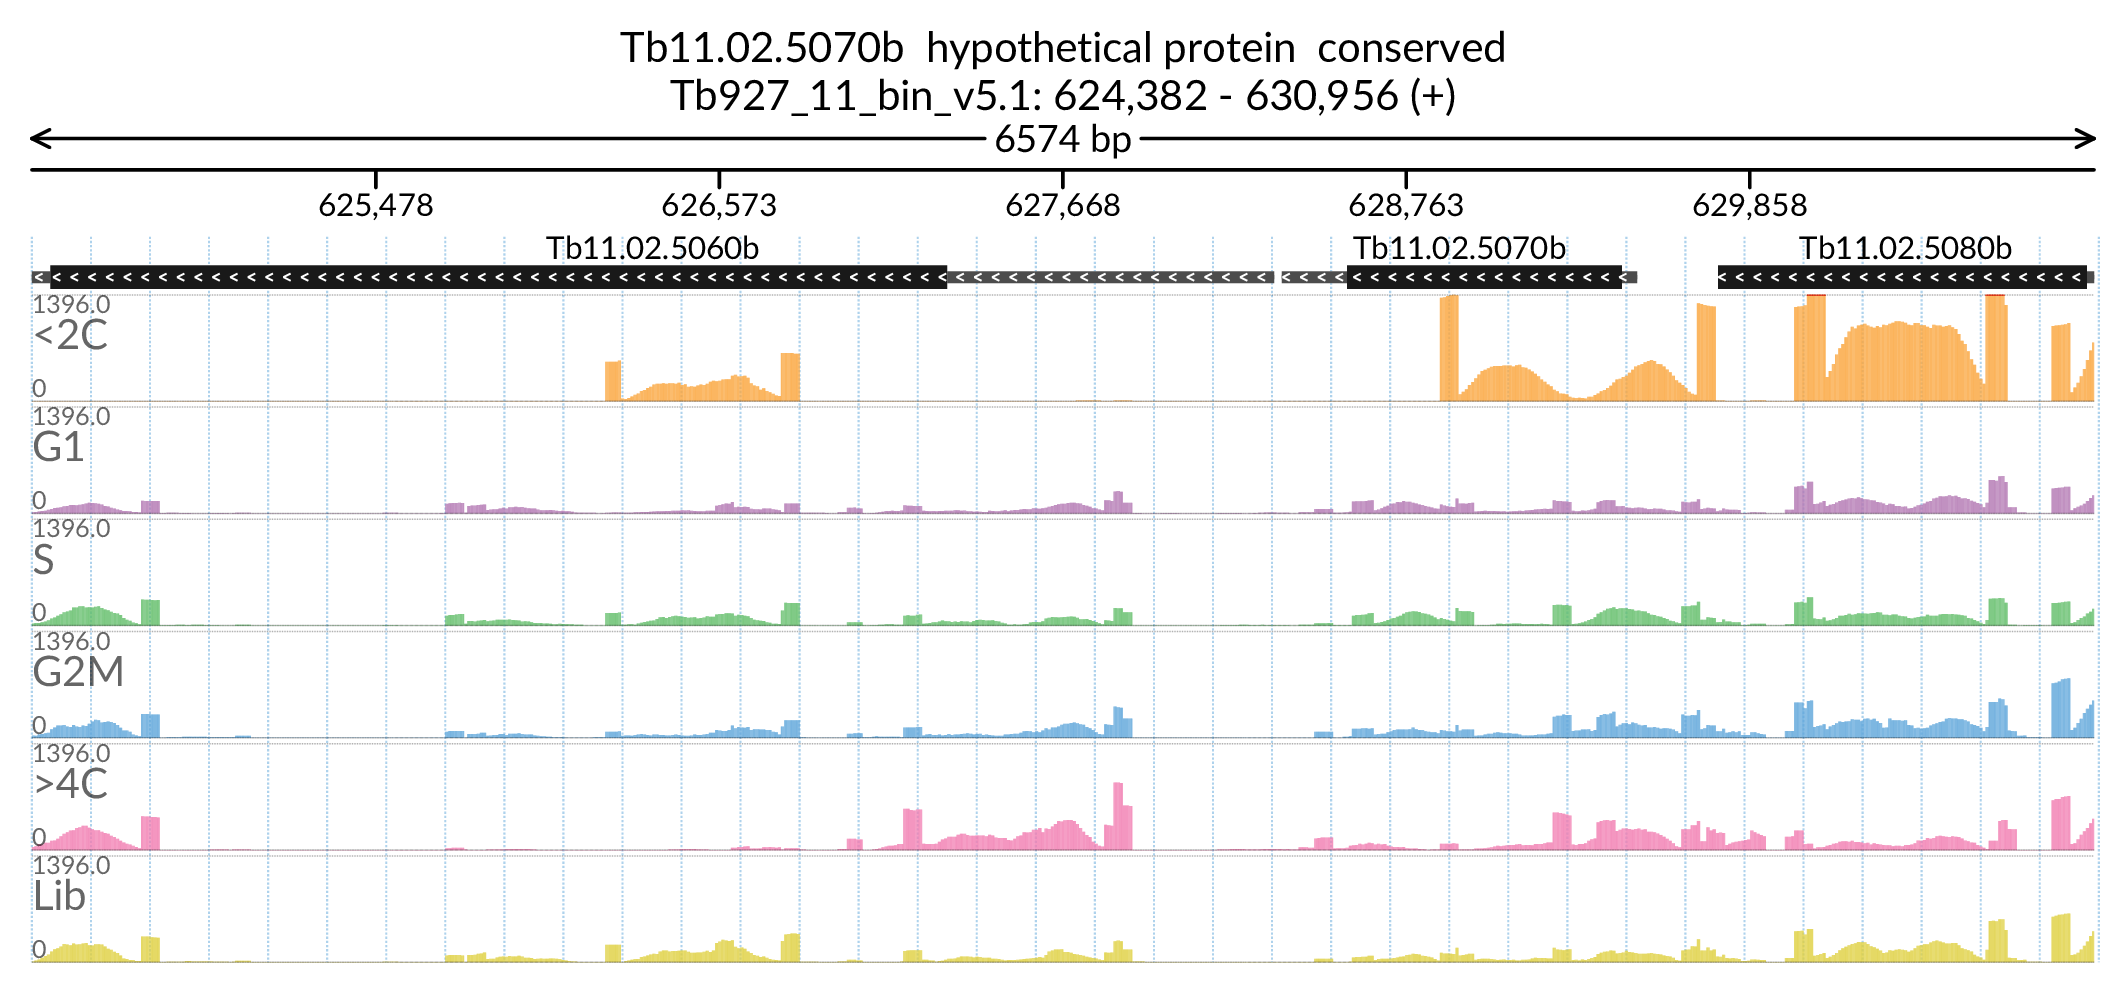 Tb11.02.5070b hypothetical protein conserved
Tb927_11_bin_v5.1: 624,382 - 630,956 (+)
6574 bp
625,478 626,573 627,668 628,763 629,858
Tb11.02.5060b Tb11.02.5070b Tb11.02.5080b
1396.0
<2C
0
1396.0
G1
0
1396.0
S
0
1396.0
G2M
0
1396.0
>4C
0
1396.0
Lib
0